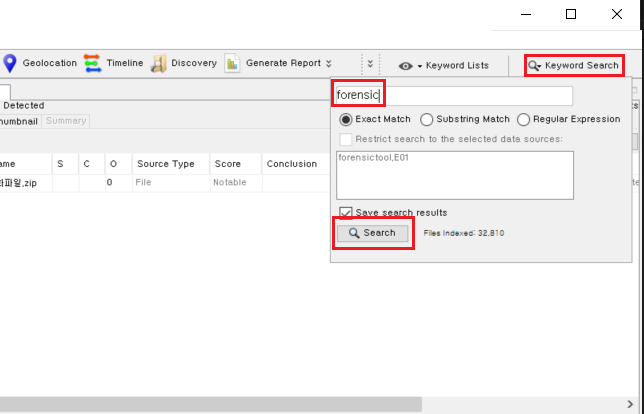 Geolocation Timeline Discovery Generate Report Keyword Lists Keyword Search
forensic
Detected
humbnail Summary
Exact Match Substring Match Regular Expression
Restrict search to the selected data sources:
ame S C O Source Type Score Conclusion
forensictool.E01
파일.zip 0 File Notable
Save search results
Search Files Indexed: 32,810